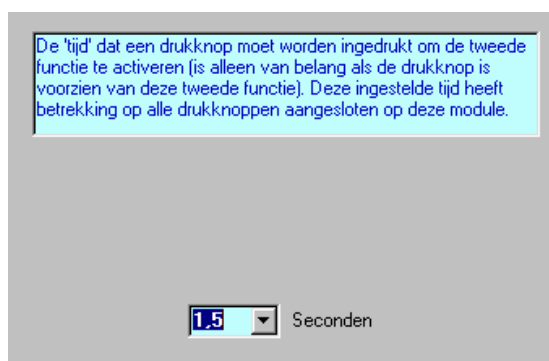 De 'tijd' dat een drukknop moet worden ingedrukt om de tweede
functie te activeren (is alleen van belang als de drukknop is
voorzien van deze tweede functie). Deze ingestelde tijd heeft
betrekking op alle drukknoppen aangesloten op deze module.
1,5 Seconden